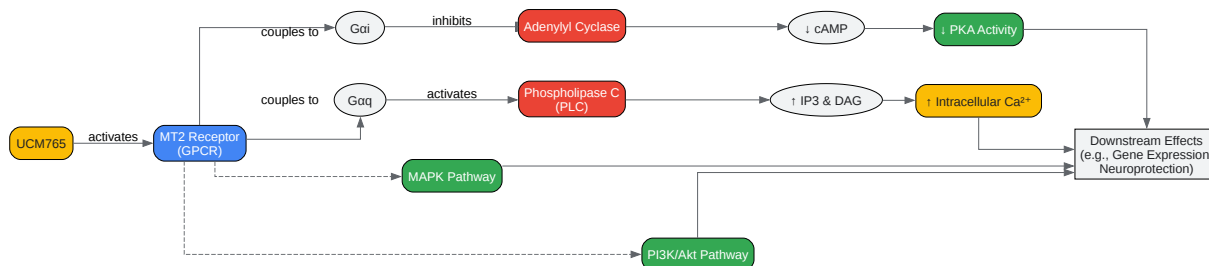 couples to
Gαi
inhibits
Adenylyl Cyclase
↓ cAMP
↓ PKA Activity
couples to
Gαq
activates
Phospholipase C
(PLC)
↑ IP3 & DAG
↑ Intracellular Ca²⁺
UCM765
activates
MT2 Receptor
(GPCR)
Downstream Effects
(e.g., Gene Expression
Neuroprotection)
MAPK Pathway
PI3K/Akt Pathway